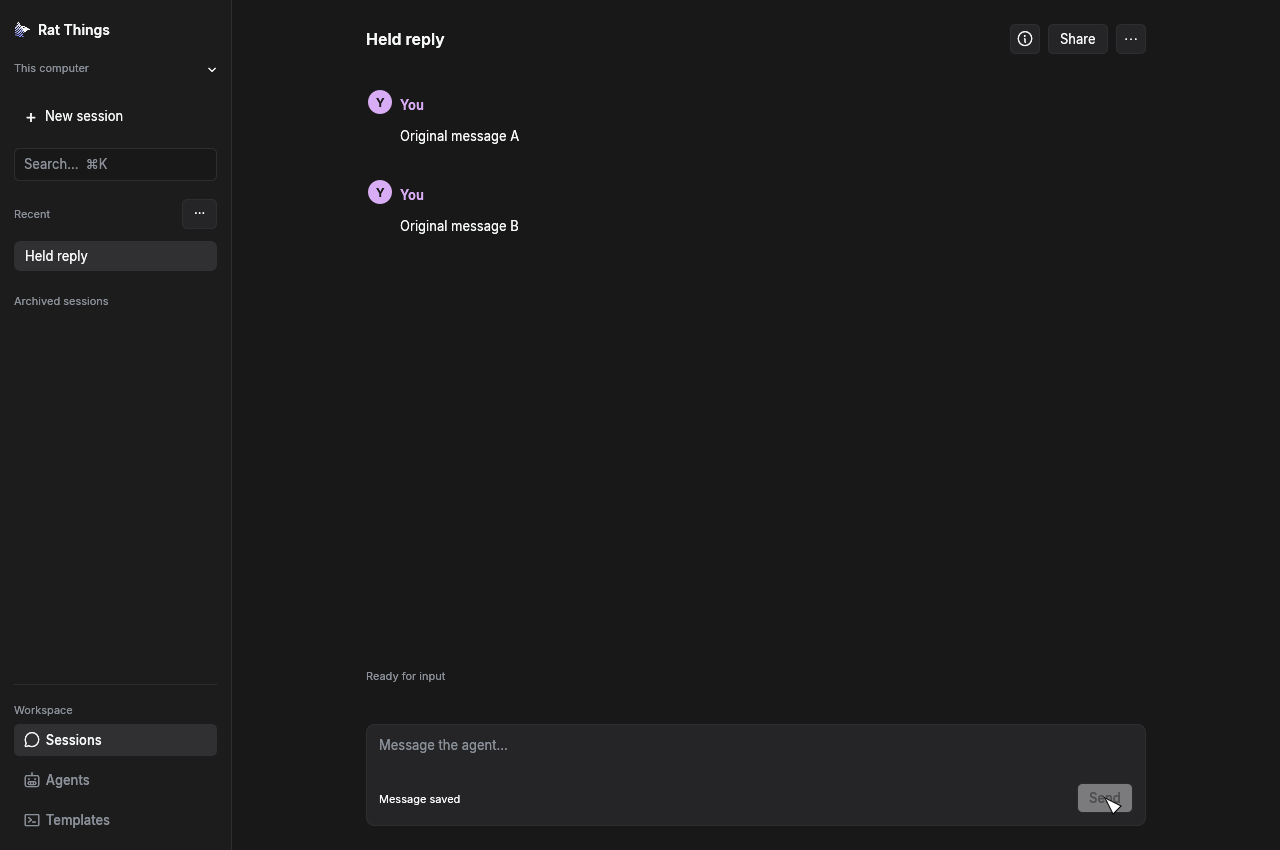 Rat Things
This computer
+ New session
Search... ⌘K
Recent
Held reply
Archived sessions
Workspace
Sessions
Agents
Templates
Held reply
Share
Y You
Original message A
Y You
Original message B
Ready for input
Message the agent...
Message saved
Send